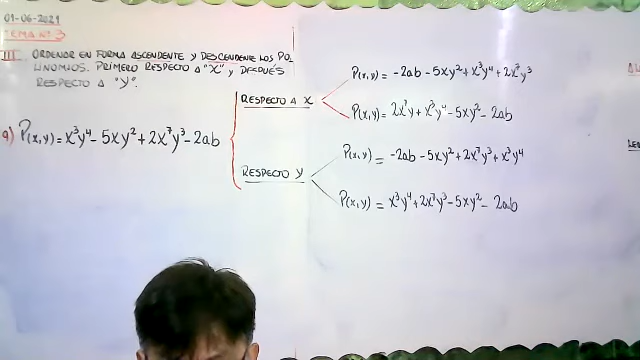 01-06-2021
TEMA Nº 3
III. ORDENAR EN FORMA ASCENDENTE Y DESCENDENTE LOS PO-
LINOMIOS. PRIMERO RESPECTO A "X", Y DESPUÉS
RESPECTO A "Y".
a) P(x,y) = x³y⁴ - 5xy² + 2x⁷y³ - 2ab
RESPECTO A X
P(x,y) = -2ab - 5xy² + x³y⁴ + 2x⁷y³
P(x,y) = 2x⁷y + x³y⁴ - 5xy² - 2ab
RESPECTO Y
P(x,y) = -2ab - 5xy² + 2x⁷y³ + x³y⁴
P(x,y) = x³y⁴ + 2x⁷y³ - 5xy² - 2ab